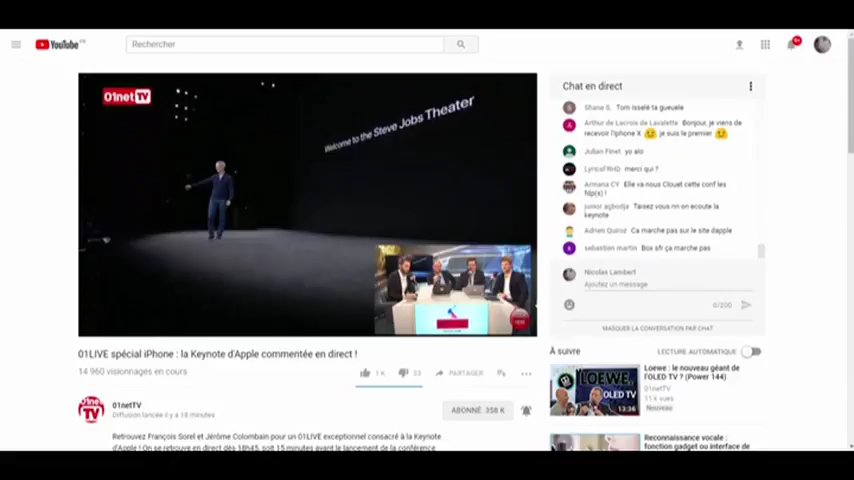 YouTube FR
Rechercher
9+
01netTV
Welcome to the Steve Jobs Theater
01LIVE spécial iPhone : la Keynote d'Apple commentée en direct !
14 960 visionnages en cours
1 K
33
PARTAGER
01netTV
Diffusion lancée il y a 18 minutes
ABONNÉ 358 K
Retrouvez François Sorel et Jérôme Colombain pour un 01LIVE exceptionnel consacré à la Keynote
d'Apple ! On se retrouve en direct dès 18h45, soit 15 minutes avant le lancement de la conférence
Chat en direct
Shane S. Tom isselé ta gueule
Arthur de Lacroix de Lavalette Bonjour, je viens de
recevoir l'iphone X je suis le premier
Julian Finet yo alo
LyricsFRHD merci qui ?
Armana CY Elle va nous Clouet cette conf les
fdp(s) !
junior agbodja Taisez vous nn on ecoute la
keynote
Adrien Quiroz Ca marche pas sur le site dapple
sebastien martin Box sfr ça marche pas
Nicolas Lambert
Ajoutez un message
0/200
MASQUER LA CONVERSATION PAR CHAT
À suivre
LECTURE AUTOMATIQUE
LOEWE.
OLED TV
13:36
Loewe : le nouveau géant de
l'OLED TV ? (Power 144)
01netTV
11 k vues
Nouveau
Reconnaissance vocale :
fonction gadget ou interface de